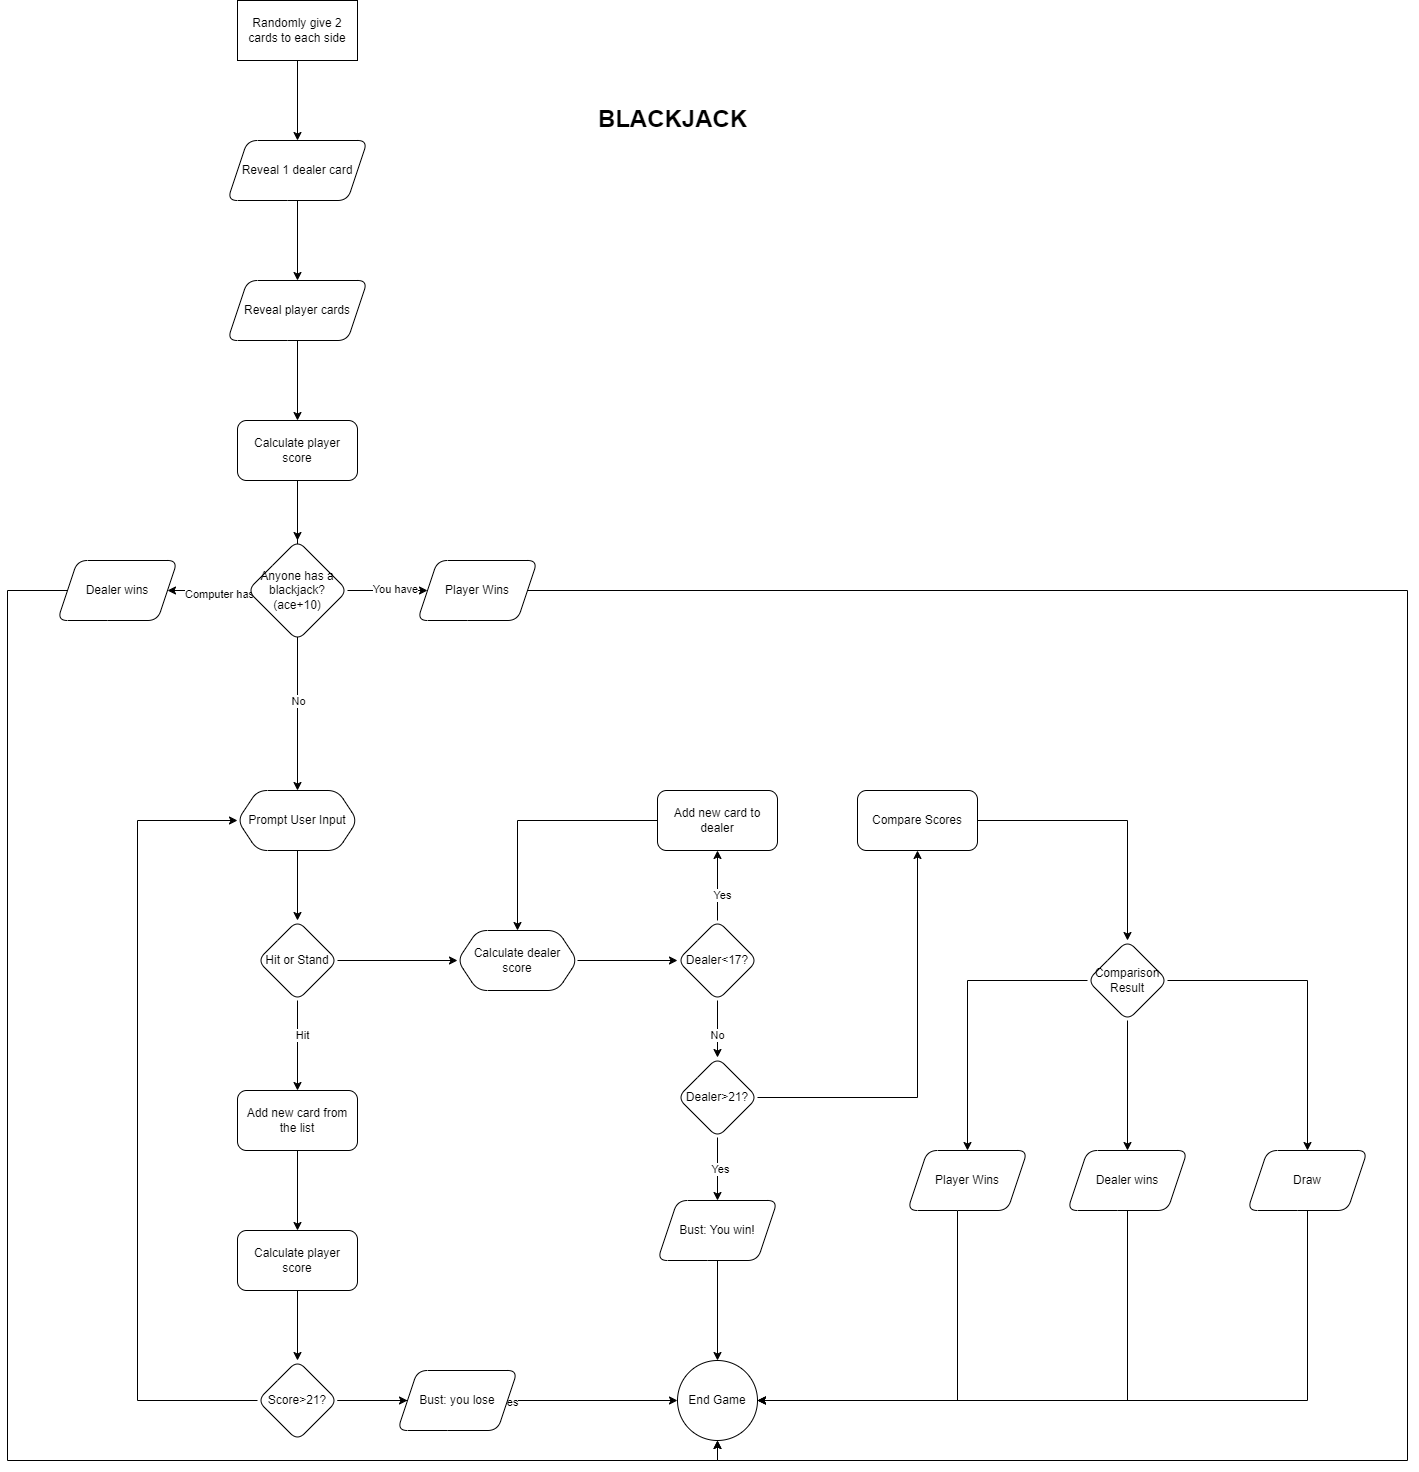 Randomly give 2
cards to each side
BLACKJACK
Reveal 1 dealer card
Reveal player cards
Calculate player
score
Dealer wins
Computer has
Anyone has a
blackjack?
(ace+10)
You have
Player Wins
No
Prompt User Input
Add new card to
dealer
Compare Scores
Yes
Hit or Stand
Calculate dealer
score
Dealer<17?
Comparison
Result
Hit
No
Add new card from
the list
Dealer>21?
Yes
Player Wins
Dealer wins
Draw
Bust: You win!
Calculate player
score
Score>21?
Bust: you lose
es
End Game